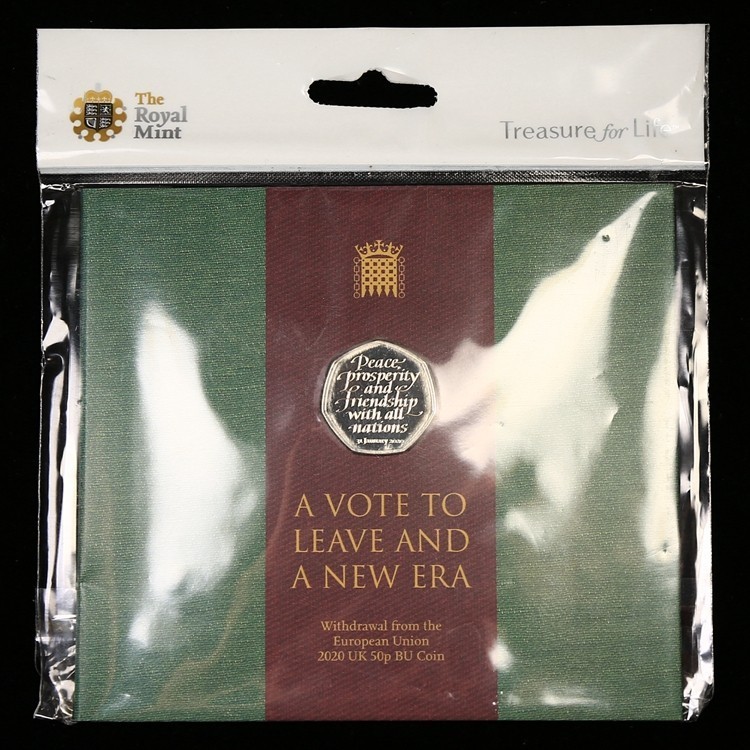 The
Royal
Mint
Treasure for Life
Peace,
prosperity
and
friendship
with all
nations
31 January 2020
A VOTE TO
LEAVE AND
A NEW ERA
Withdrawal from the
European Union
2020 UK 50p BU Coin